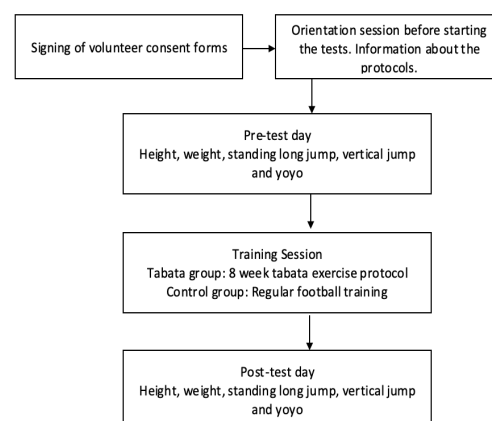 Signing of volunteer consent forms
Orientation session before starting
the tests. Information about the
protocols.
Pre-test day
Height, weight, standing long jump, vertical jump
and yoyo
Training Session
Tabata group: 8 week tabata exercise protocol
Control group: Regular football training
Post-test day
Height, weight, standing long jump, vertical jump
and yoyo